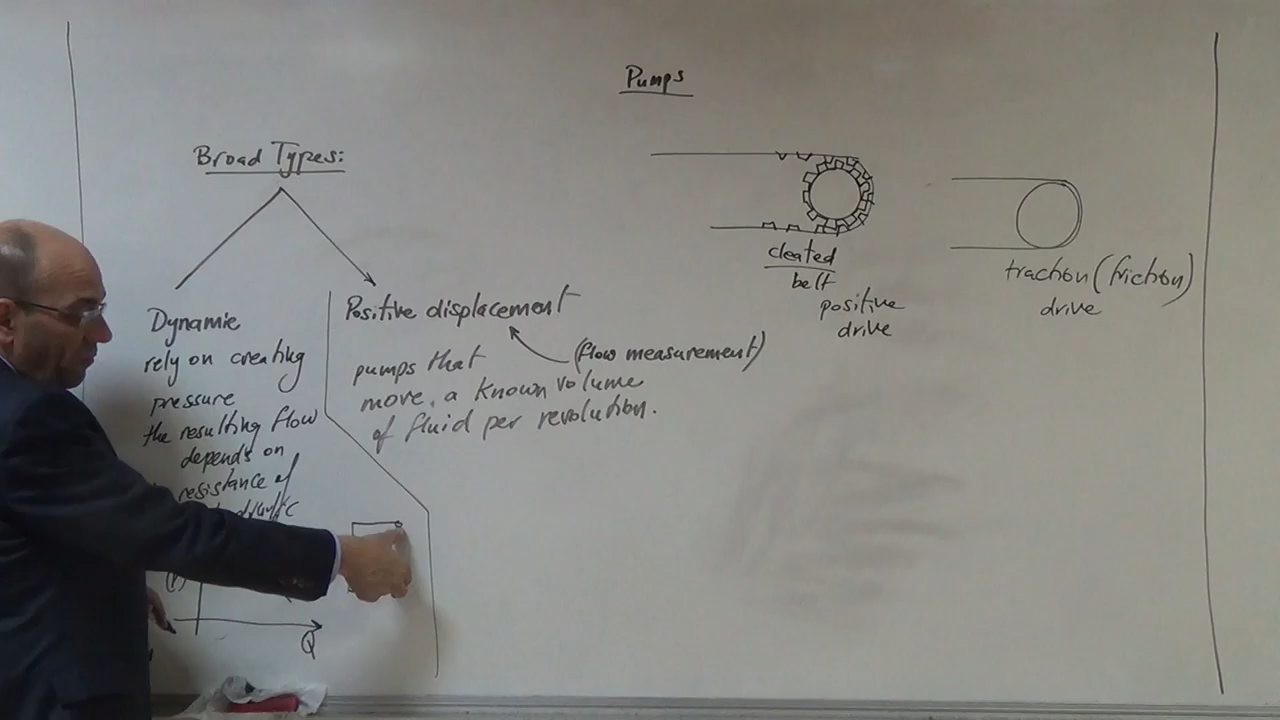 Pumps
Broad Types:
Dynamic
rely on creating
pressure
the resulting flow
depends on
resistance of
Q
Positive displacement
(flow measurement)
pumps that
move a known volume
of fluid per revolution.
cleated
belt
positive
drive
traction (friction)
drive